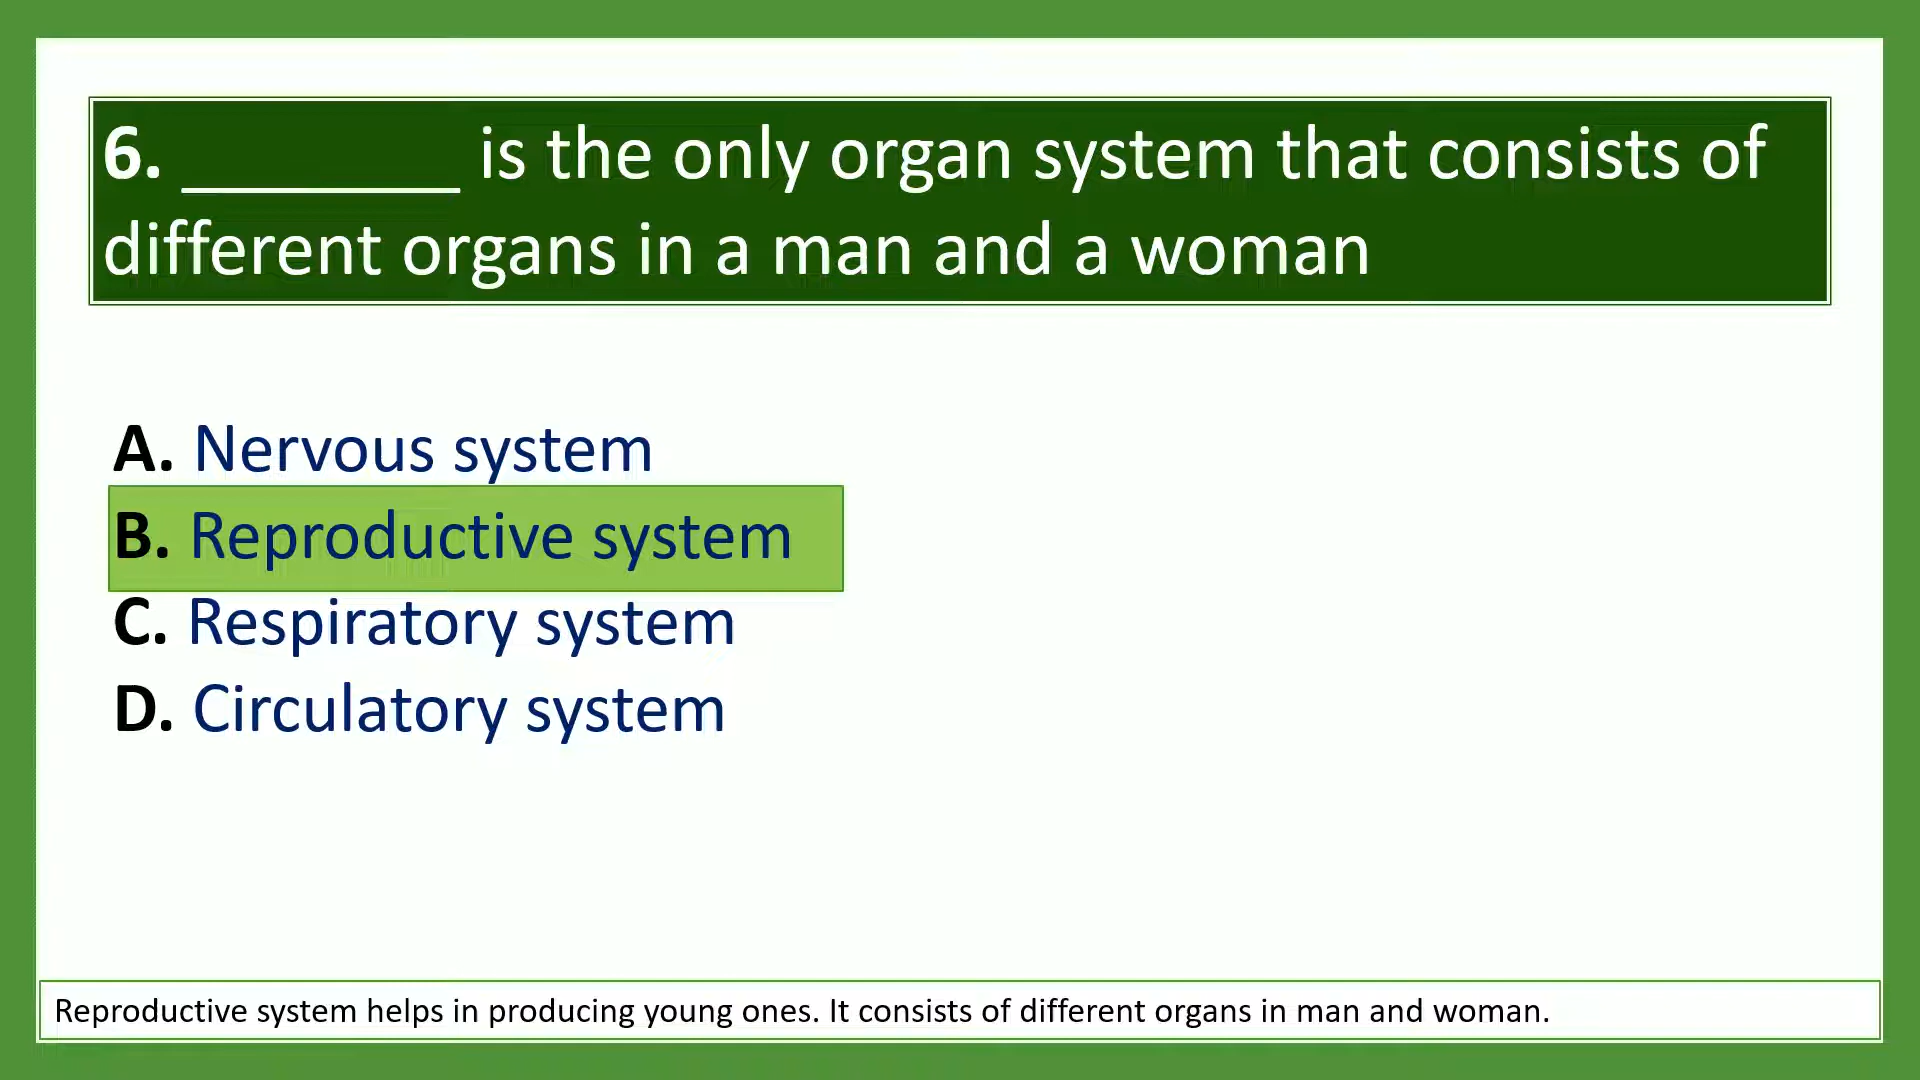 6. ________ is the only organ system that consists of
different organs in a man and a woman
A. Nervous system
B. Reproductive system
C. Respiratory system
D. Circulatory system
Reproductive system helps in producing young ones. It consists of different organs in man and woman.